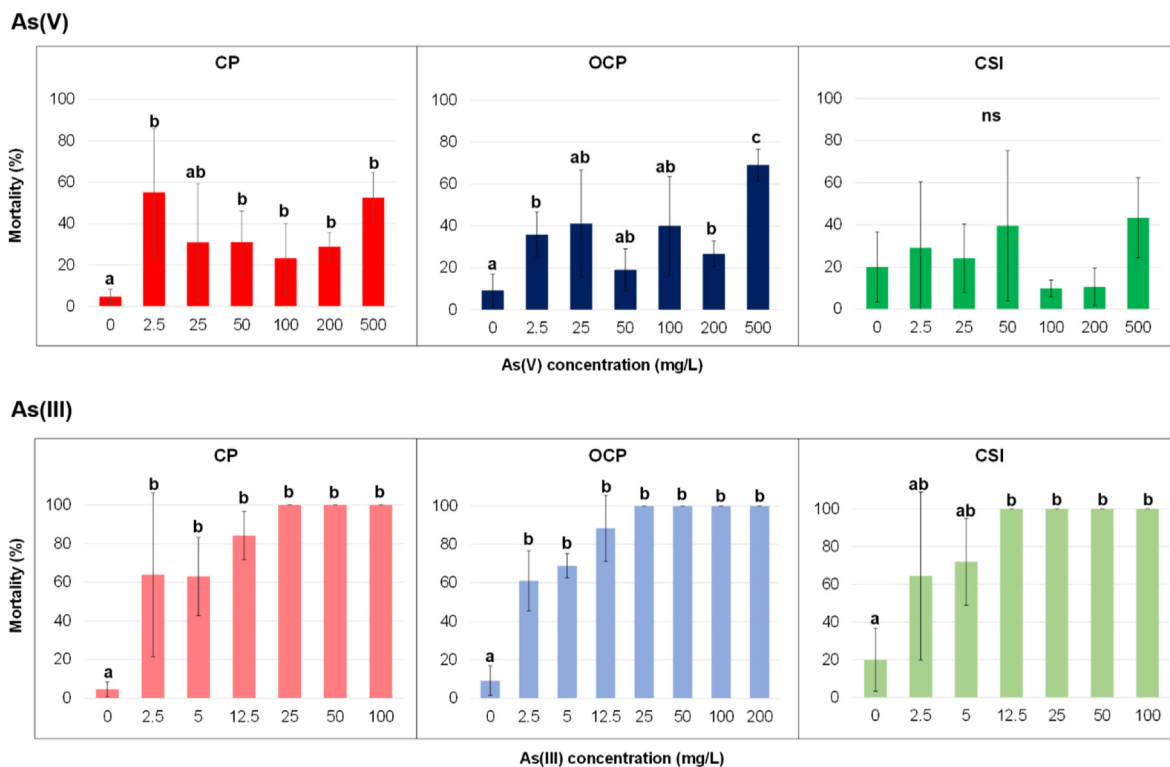 As(V)
CP
OCP
CSI
Mortality (%)
100
80
60
40
20
0
a
b
ab
b
b
b
b
0 2.5 25 50 100 200 500
100
80
60
40
20
0
a
b
ab
ab
ab
b
c
0 2.5 25 50 100 200 500
100
80
60
40
20
0
ns
0 2.5 25 50 100 200 500
As(V) concentration (mg/L)
As(III)
CP
OCP
CSI
Mortality (%)
100
80
60
40
20
0
a
b
b
b
b
b
b
0 2.5 5 12.5 25 50 100
100
80
60
40
20
0
a
b
b
b
b
b
b
b
0 2.5 5 12.5 25 50 100 200
100
80
60
40
20
0
a
ab
ab
b
b
b
b
0 2.5 5 12.5 25 50 100
As(III) concentration (mg/L)